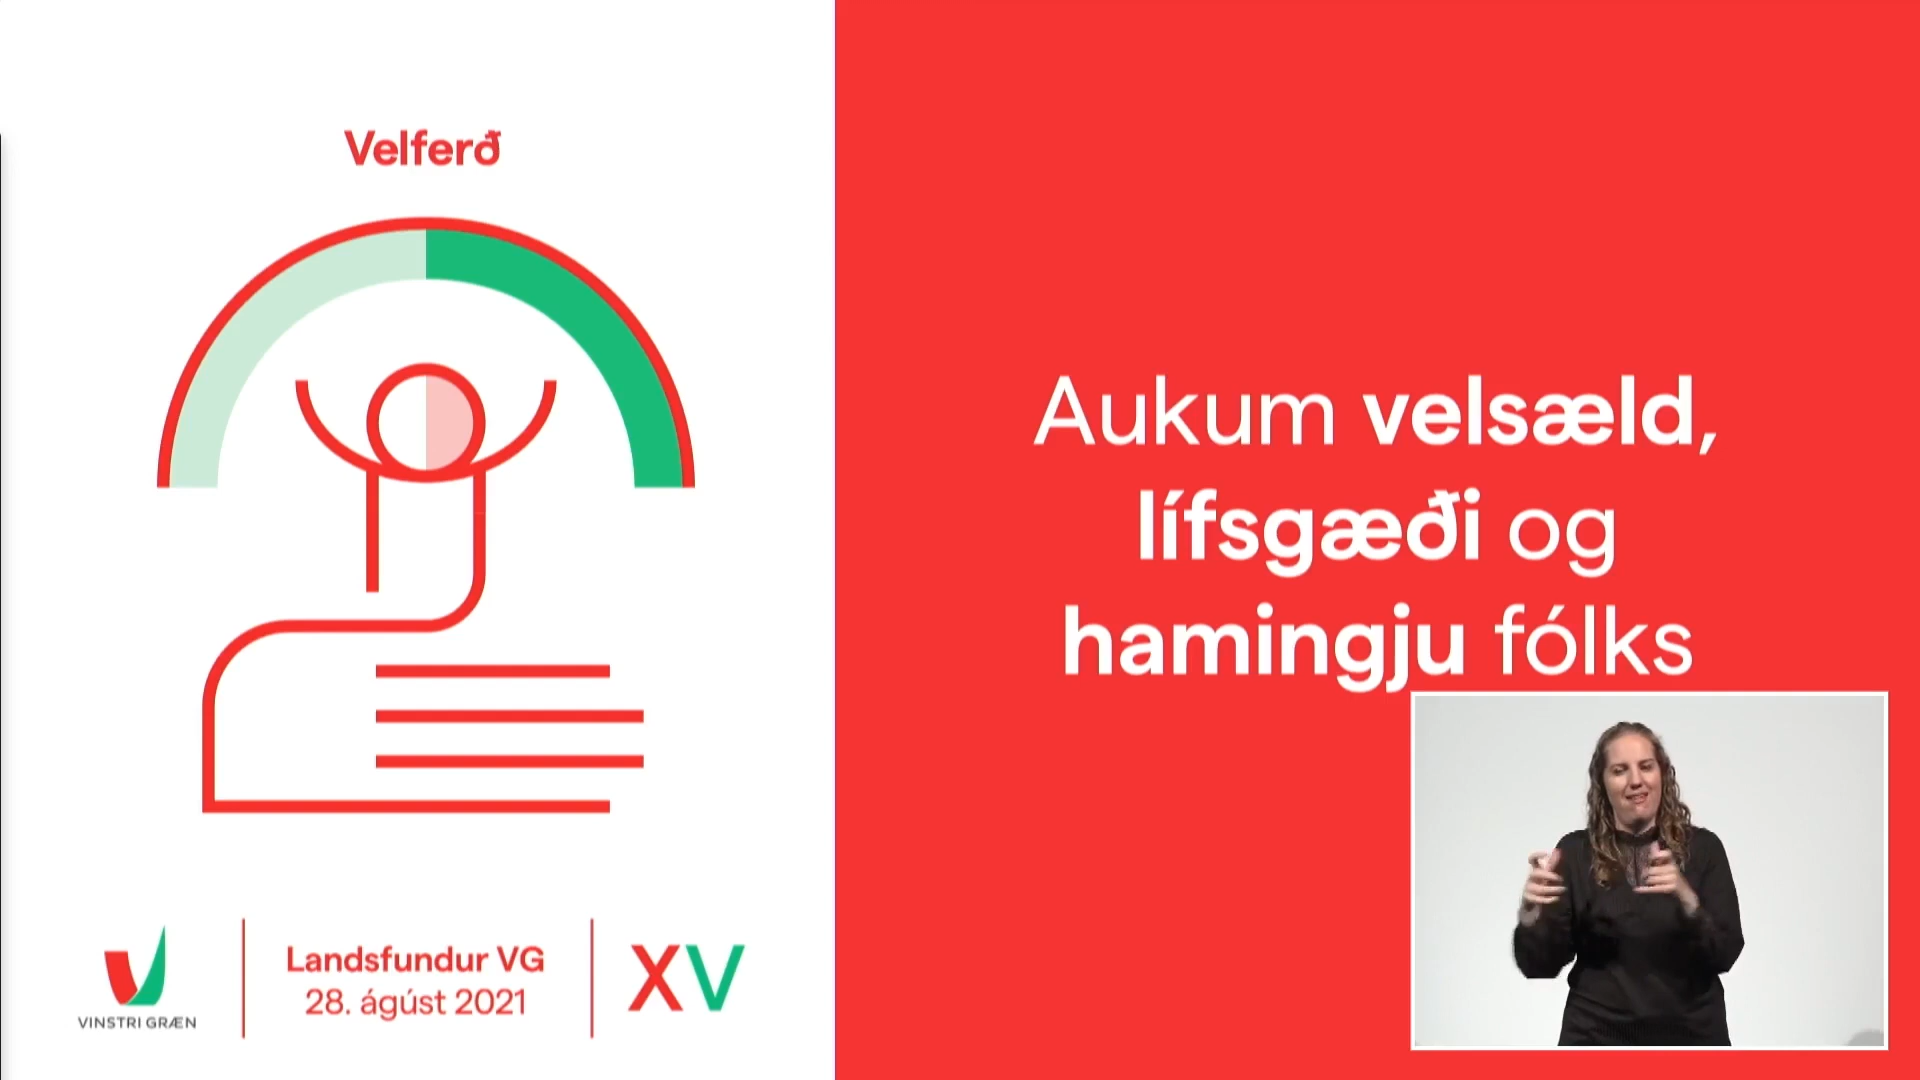 Velferð
Aukum velsæld,
lífsgæði og
hamingju fólks
VINSTRI GRÆN
Landsfundur VG
28. ágúst 2021
XV